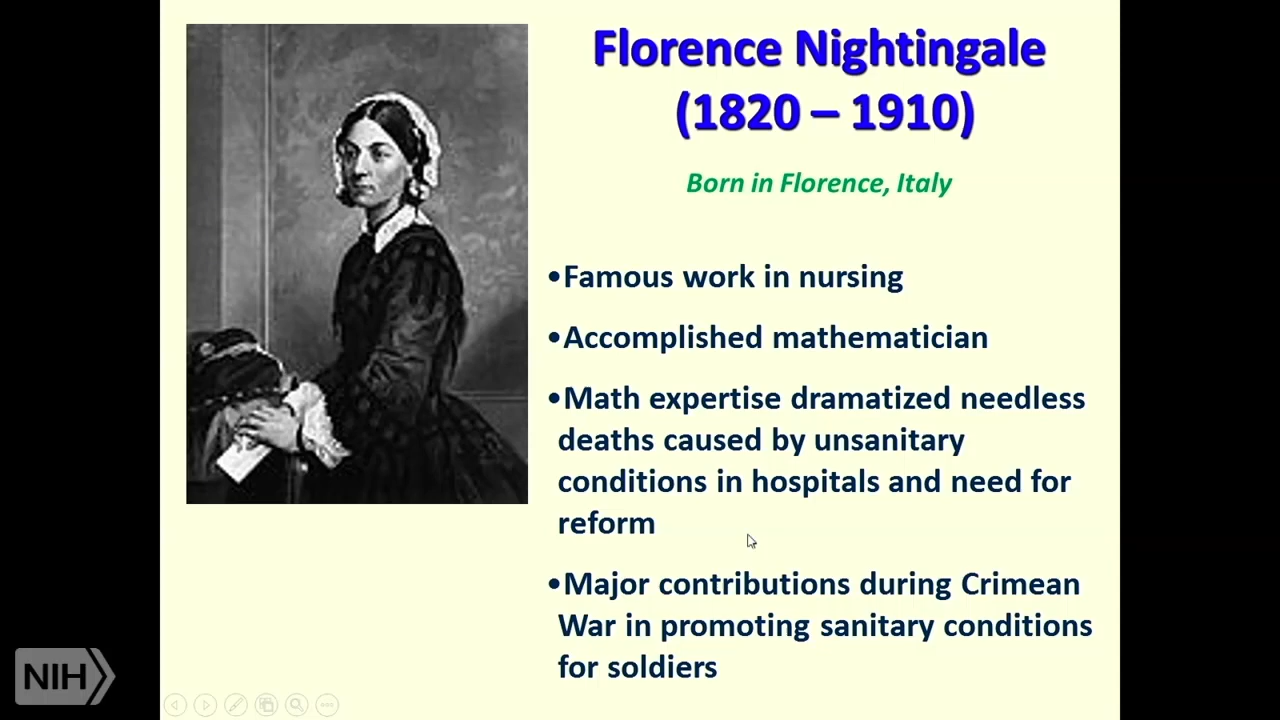 Florence Nightingale
(1820 – 1910)
Born in Florence, Italy
•Famous work in nursing
•Accomplished mathematician
•Math expertise dramatized needless
deaths caused by unsanitary
conditions in hospitals and need for
reform
•Major contributions during Crimean
War in promoting sanitary conditions
for soldiers
NIH